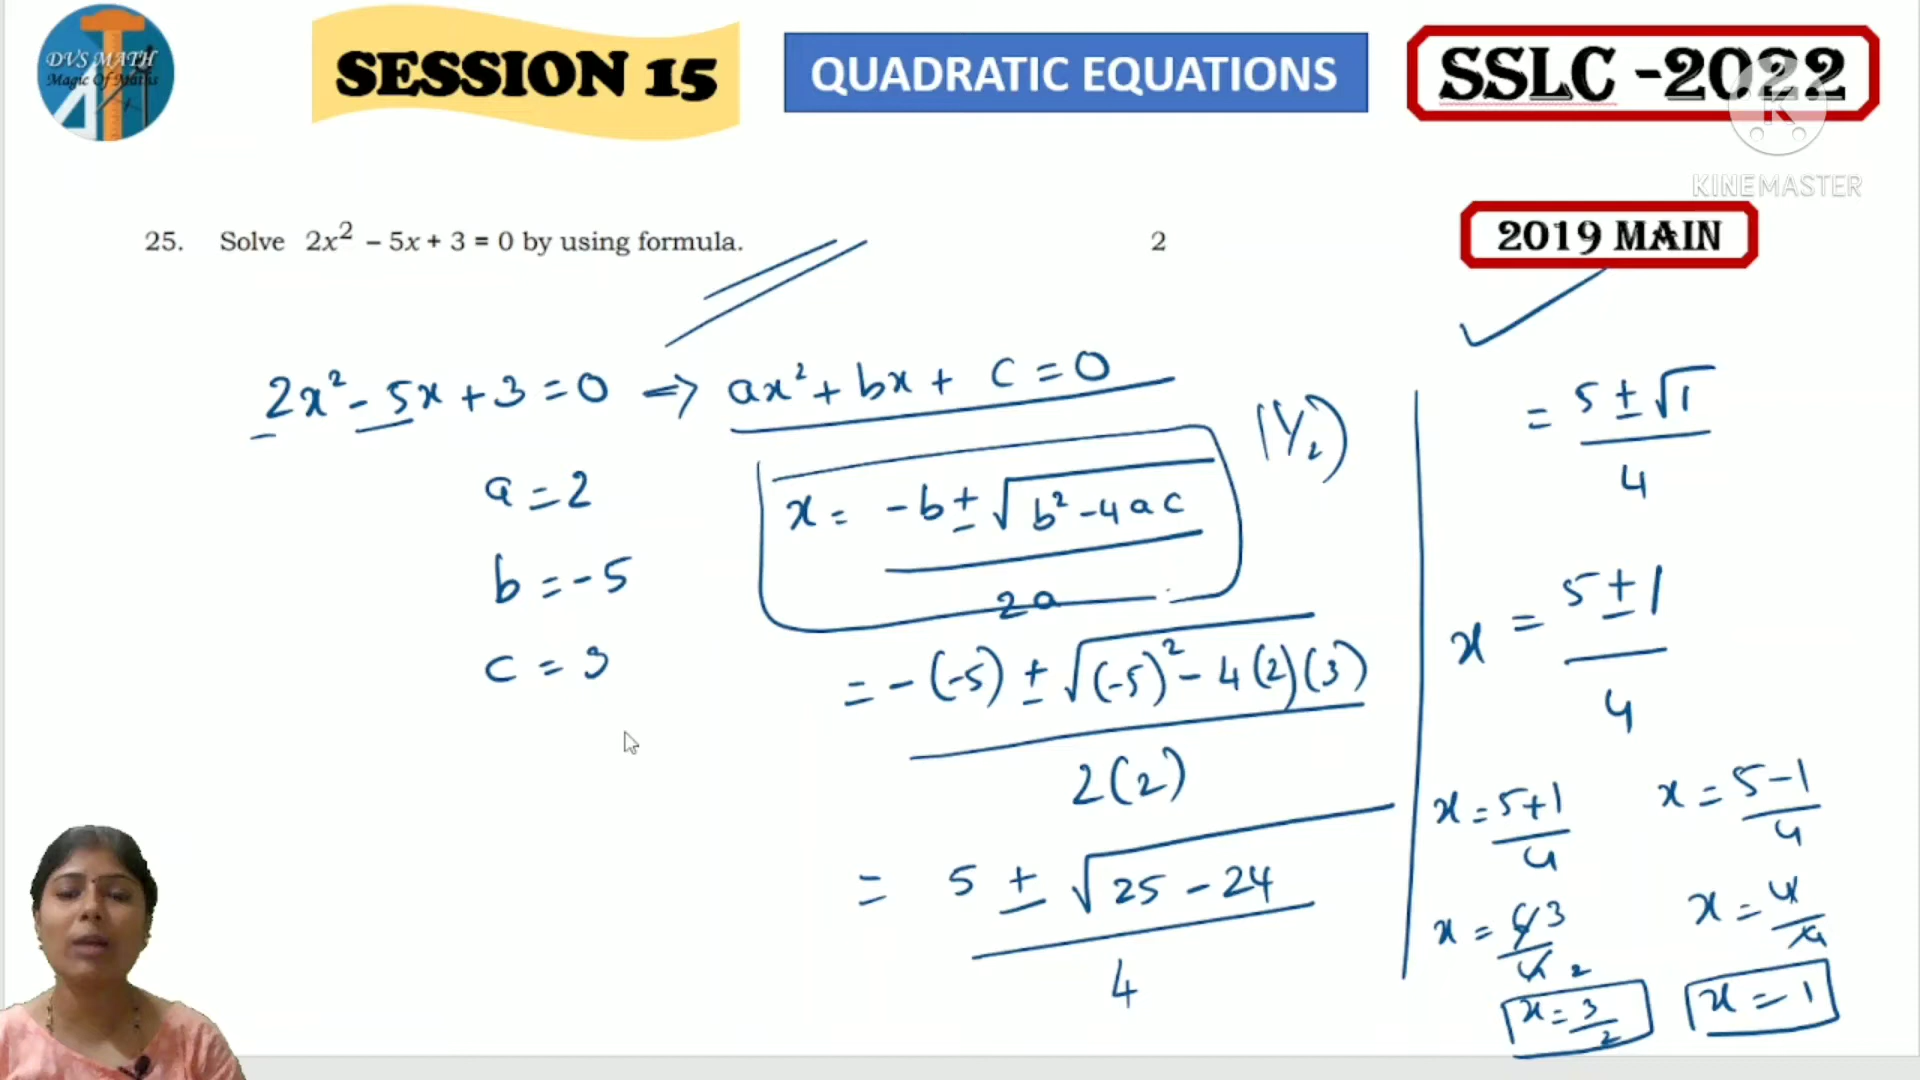 DVS MATH
Magic Of Maths
SESSION 15
QUADRATIC EQUATIONS
SSLC -2022
KINEMASTER
25. Solve 2x² – 5x + 3 = 0 by using formula. 2
2019 MAIN
2x² - 5x + 3 = 0 => ax² + bx + c = 0
(1/2)
a = 2
b = -5
c = 3
x = -b ± √b² - 4ac
2a
= -(-5) ± √(-5)² - 4(2)(3)
2(2)
= 5 ± √25 - 24
4
= 5 ± √1
4
x = 5 ± 1
4
x = 5+1
4
x = 5-1
4
x = 6 3
4 2
x = 4
4
x = 3
2
x = 1